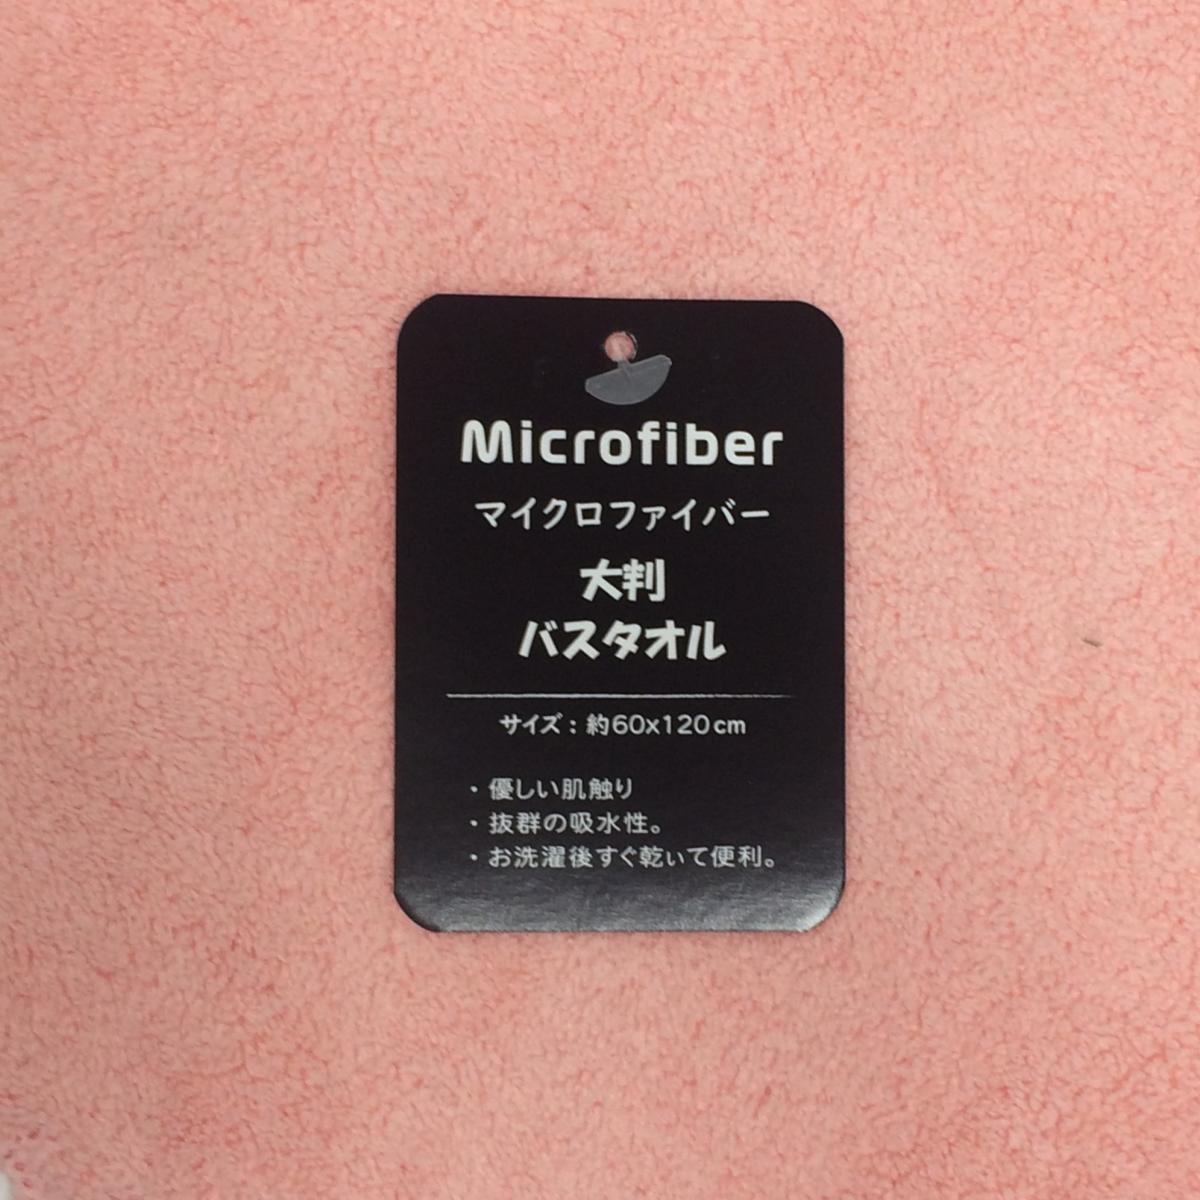 Microfiber
マイクロファイバー
大判
バスタオル
サイズ：約60x120cm
・優しい肌触り
・抜群の吸水性。
・お洗濯後すぐ乾いて便利。